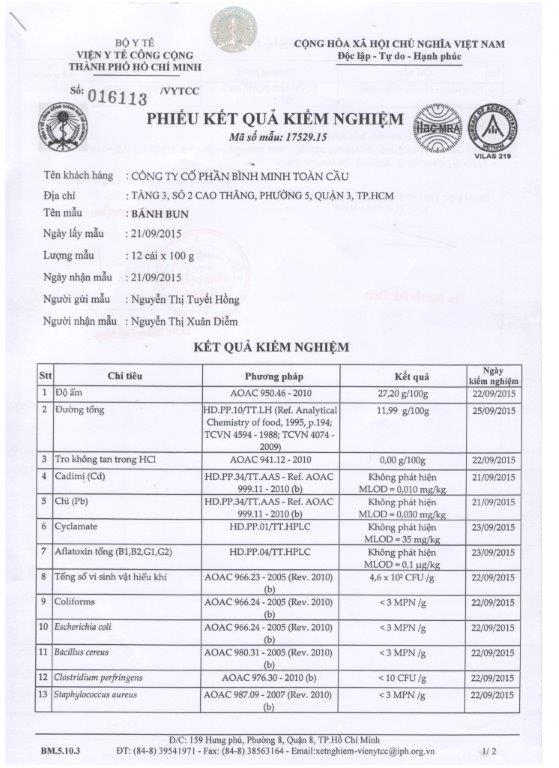 BỘ Y TẾ
VIỆN Y TẾ CÔNG CỘNG
THÀNH PHỐ HỒ CHÍ MINH
Số: 016113 /VYTCC
CỘNG HÒA XÃ HỘI CHỦ NGHĨA VIỆT NAM
Độc lập - Tự do - Hạnh phúc
PHIẾU KẾT QUẢ KIỂM NGHIỆM
Mã số mẫu: 17529.15
ilac-MRA
VILAS 219
Tên khách hàng : CÔNG TY CỔ PHẦN BÌNH MINH TOÀN CẦU
Địa chỉ : TẦNG 3, SỐ 2 CAO THẮNG, PHƯỜNG 5, QUẬN 3, TP.HCM
Tên mẫu : BÁNH BUN
Ngày lấy mẫu : 21/09/2015
Lượng mẫu : 12 cái x 100 g
Ngày nhận mẫu : 21/09/2015
Người gửi mẫu : Nguyễn Thị Tuyết Hồng
Người nhận mẫu : Nguyễn Thị Xuân Diễm
KẾT QUẢ KIỂM NGHIỆM
Stt Chỉ tiêu Phương pháp Kết quả Ngày kiểm nghiệm
1 Độ ẩm AOAC 950.46 - 2010 27,20 g/100g 22/09/2015
2 Đường tổng HD.PP.10/TT.LH (Ref. Analytical 11,99 g/100g 25/09/2015
Chemistry of food, 1995, p.194;
TCVN 4594 - 1988; TCVN 4074 -
2009)
3 Tro không tan trong HCl AOAC 941.12 - 2010 0,00 g/100g 22/09/2015
4 Cadimi (Cd) HD.PP.34/TT.AAS - Ref. AOAC Không phát hiện 21/09/2015
999.11 - 2010 (b) MLOD = 0,010 mg/kg
5 Chì (Pb) HD.PP.34/TT.AAS - Ref. AOAC Không phát hiện 21/09/2015
999.11 - 2010 (b) MLOD = 0,030 mg/kg
6 Cyclamate HD.PP.01/TT.HPLC Không phát hiện 23/09/2015
MLOD = 35 mg/kg
7 Aflatoxin tổng (B1,B2,G1,G2) HD.PP.04/TT.HPLC Không phát hiện 23/09/2015
MLOD = 0,1 µg/kg
8 Tổng số vi sinh vật hiếu khí AOAC 966.23 - 2005 (Rev. 2010) 4,6 x 10² CFU /g 22/09/2015
(b)
9 Coliforms AOAC 966.24 - 2005 (Rev. 2010) < 3 MPN /g 22/09/2015
(b)
10 Escherichia coli AOAC 966.24 - 2005 (Rev. 2010) < 3 MPN /g 22/09/2015
(b)
11 Bacillus cereus AOAC 980.31 - 2005 (Rev. 2010) < 3 MPN /g 22/09/2015
(b)
12 Clostridium perfringens AOAC 976.30 - 2010 (b) < 10 CFU /g 22/09/2015
13 Staphylococcus aureus AOAC 987.09 - 2007 (Rev. 2010) < 3 MPN /g 22/09/2015
(b)
Đ/C: 159 Hưng phú, Phường 8, Quận 8, TP.Hồ Chí Minh
BM.5.10.3 ĐT: (84-8) 39541971 - Fax: (84-8) 38563164 - Email:xetnghiem-vienytcc@iph.org.vn 1/ 2